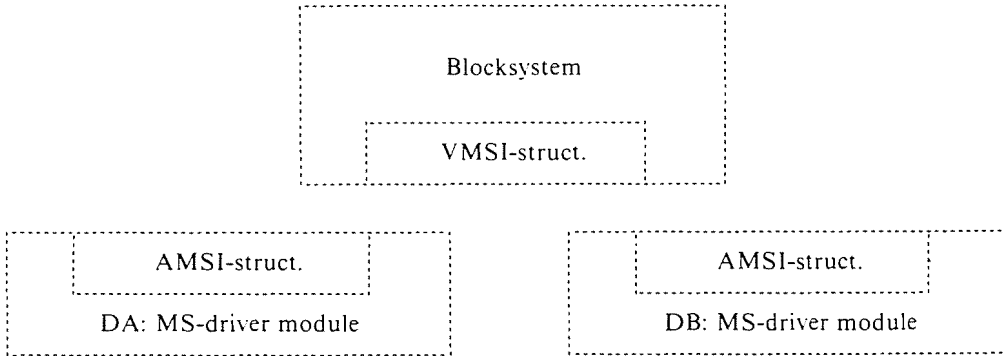 Blocksystem
VMSI-struct.
AMSI-struct.
AMSI-struct.
DA: MS-driver module
DB: MS-driver module